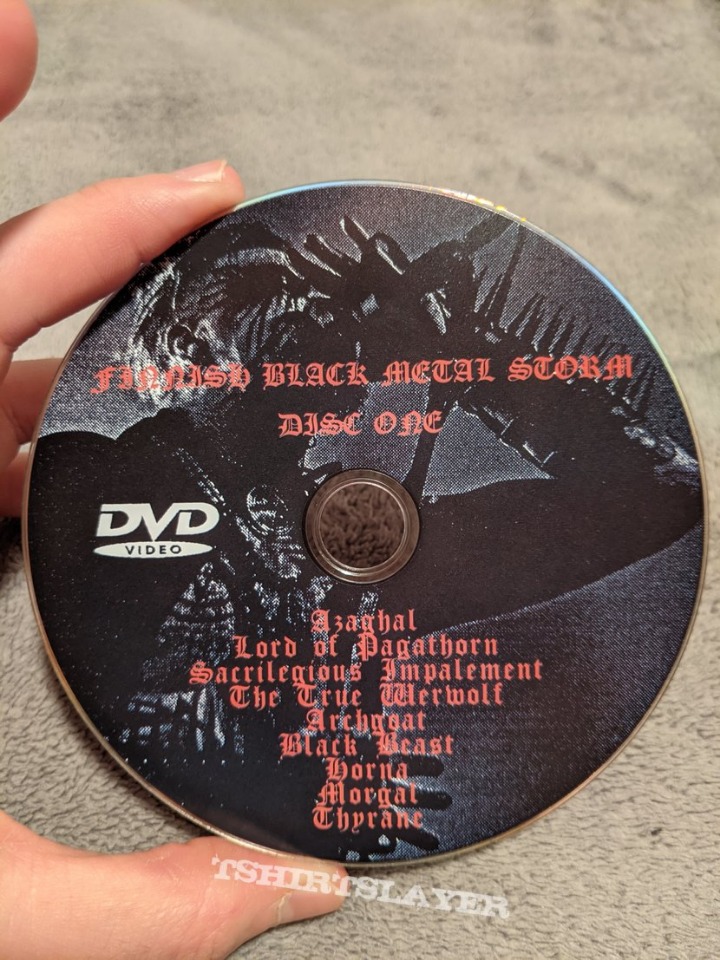 FINNISH BLACK METAL STORM
DISC ONE
DVD
VIDEO
Azaghal
Lord of Pagathorn
Sacrilegious Impalement
The True Werwolf
Archgoat
Black Beast
Horna
Morgal
Thyrane
TSHIRTSLAYER